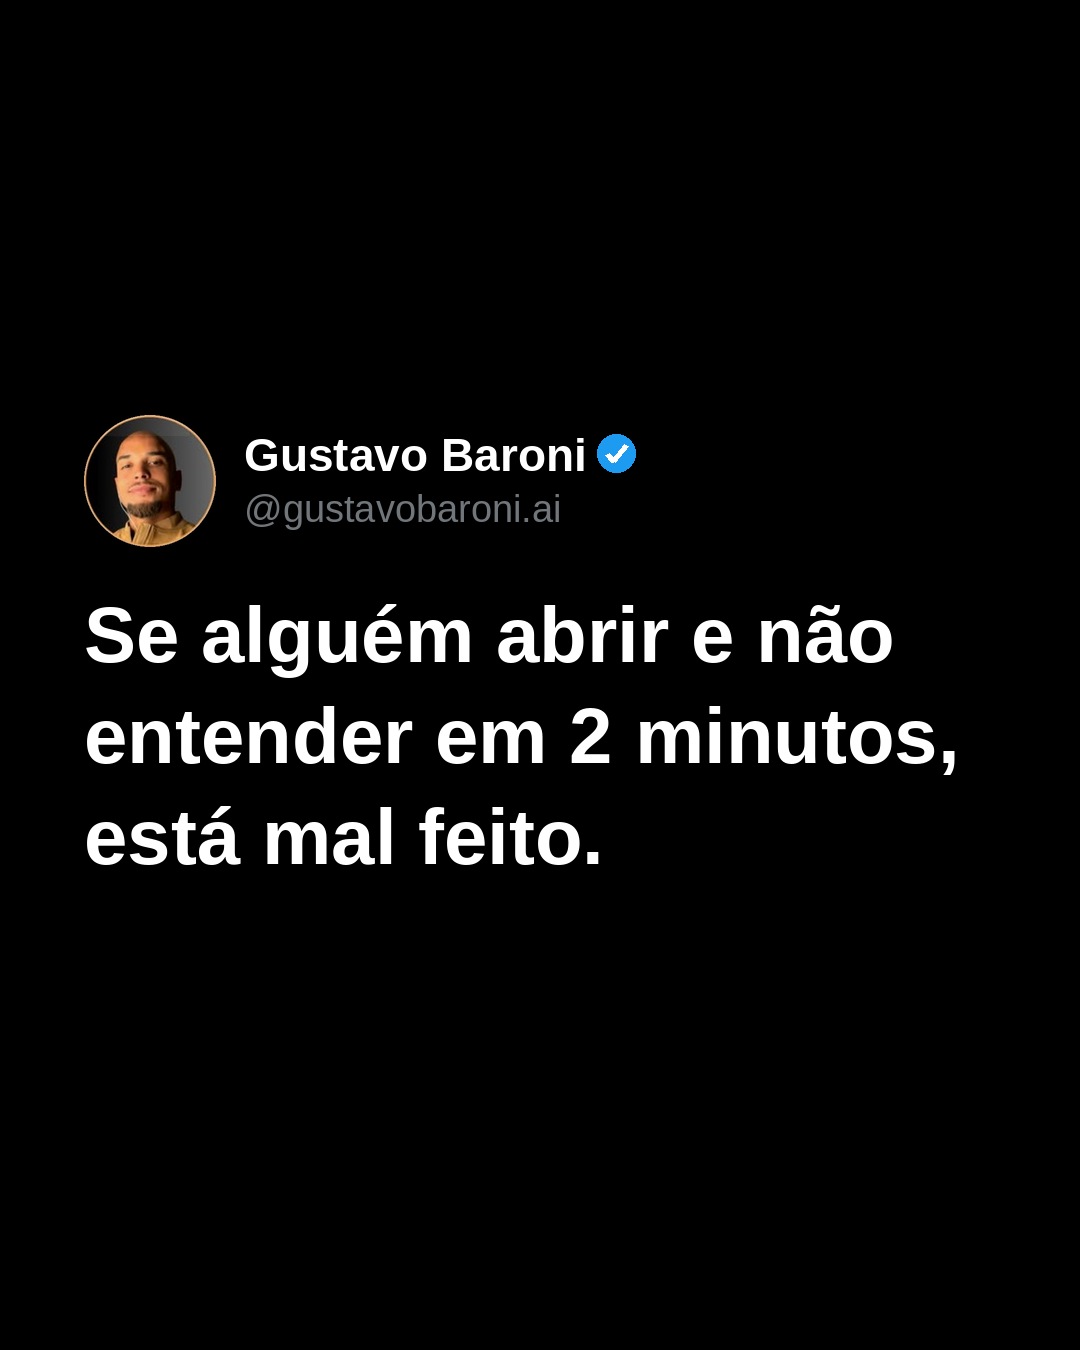 Gustavo Baroni
@gustavobaroni.ai
Se alguém abrir e não
entender em 2 minutos,
está mal feito.